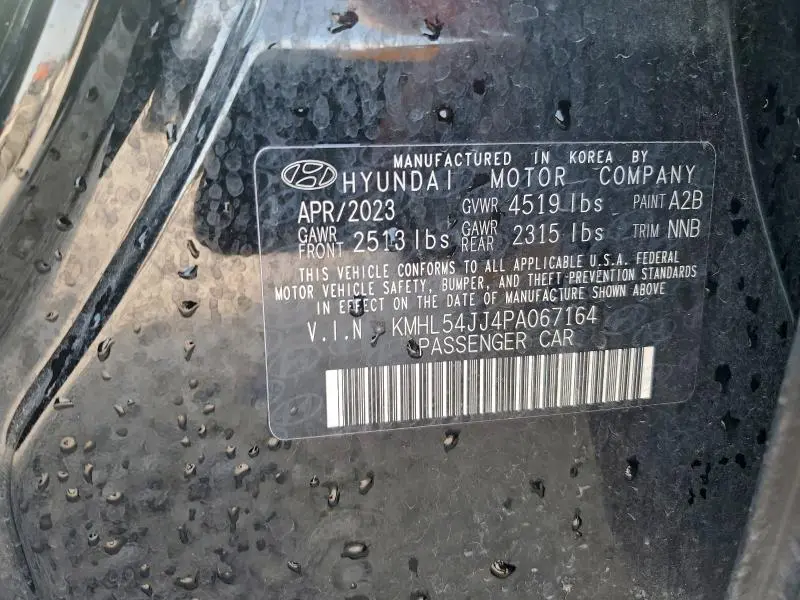 MANUFACTURED IN KOREA BY
HYUNDAI MOTOR COMPANY
APR/2023 GVWR 4519 lbs PAINT A2B
GAWR FRONT 2513 lbs GAWR REAR 2315 lbs TRIM NNB
THIS VEHICLE CONFORMS TO ALL APPLICABLE U.S.A. FEDERAL
MOTOR VEHICLE SAFETY, BUMPER, AND THEFT PREVENTION STANDARDS
IN EFFECT ON THE DATE OF MANUFACTURE SHOWN ABOVE
V.I.N KMHL54JJ4PA067164
PASSENGER CAR